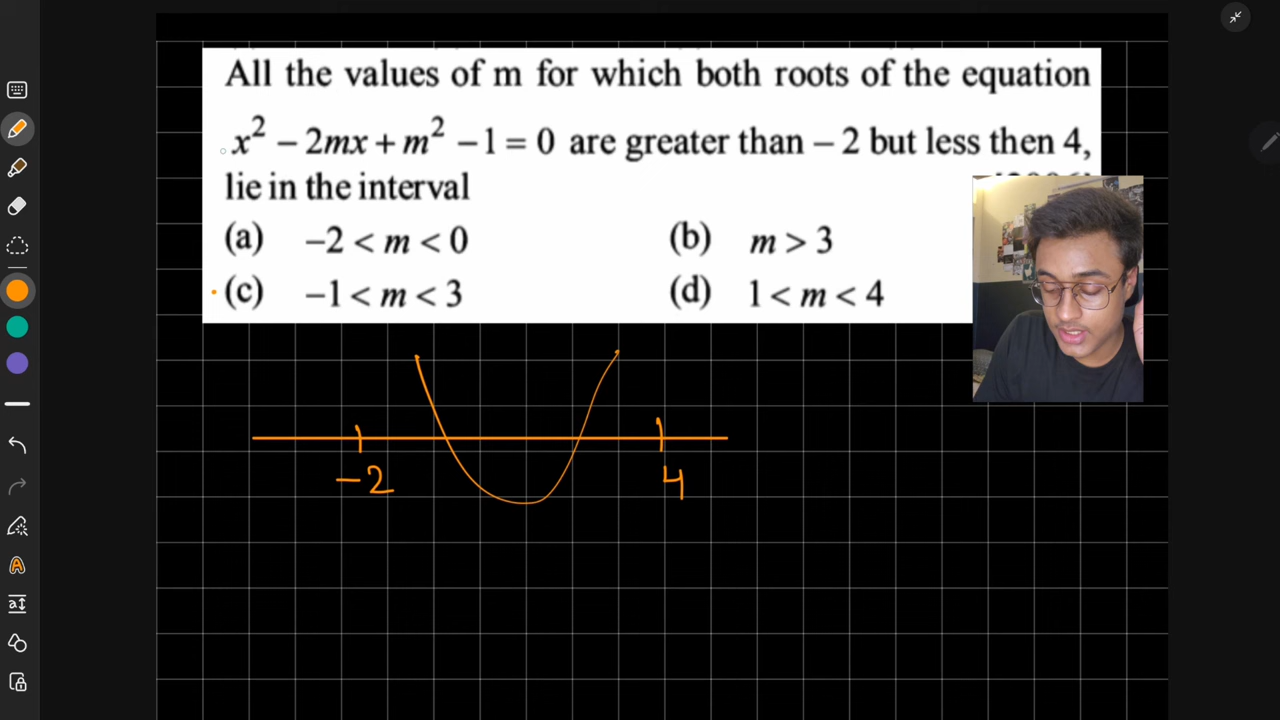 All the values of m for which both roots of the equation
x² − 2mx + m² − 1 = 0 are greater than − 2 but less then 4,
lie in the interval
(a) −2 < m < 0 (b) m > 3
(c) −1 < m < 3 (d) 1 < m < 4
−2 4